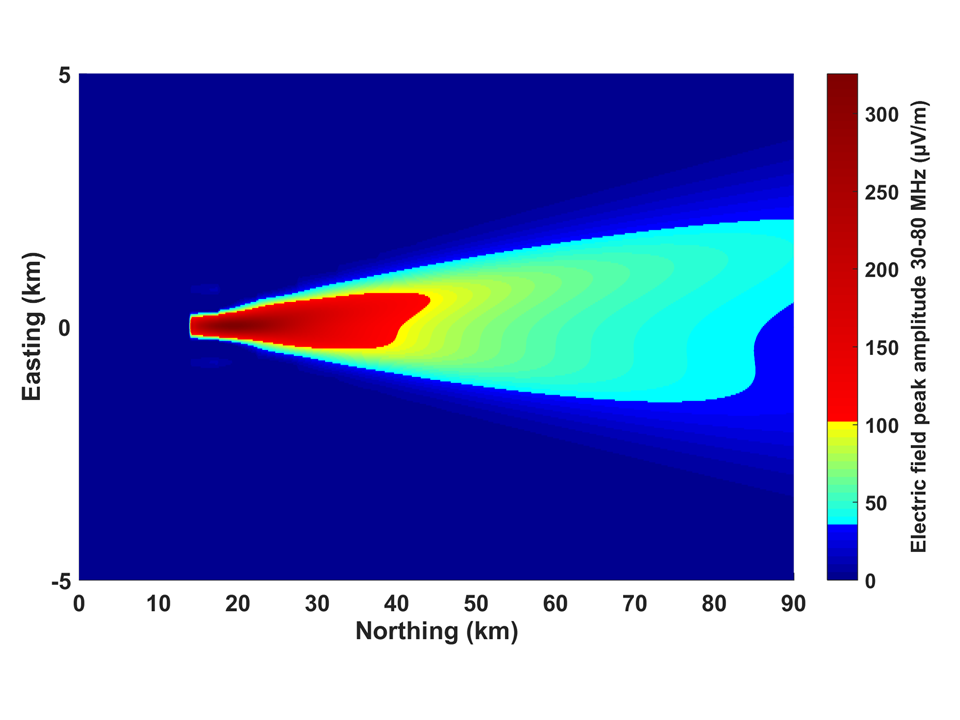 5
0
-5
Easting (km)
0 10 20 30 40 50 60 70 80 90
Northing (km)
300
250
200
150
100
50
0
Electric field peak amplitude 30-80 MHz (μV/m)